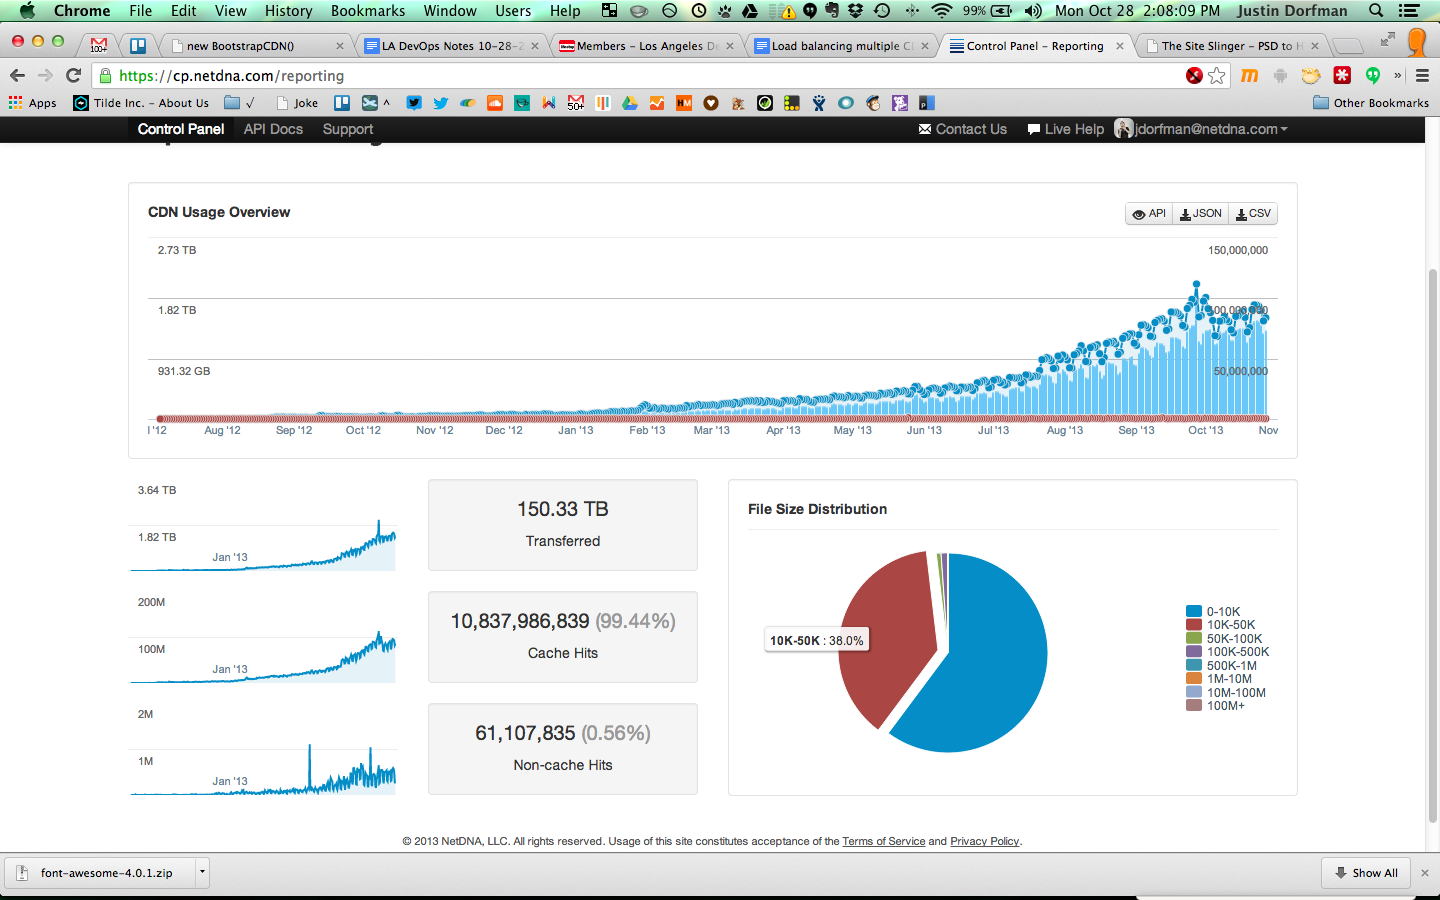 Chrome File Edit View History Bookmarks Window Users Help 99% Mon Oct 28 2:08:09 PM Justin Dorfman
100+ new BootstrapCDN() LA DevOps Notes 10-28-2 Members – Los Angeles De Load balancing multiple C Control Panel – Reporting The Site Slinger – PSD to H
https://cp.netdna.com/reporting
Apps Tilde Inc. – About Us √ Joke ^ 50+ Other Bookmarks
Control Panel API Docs Support Contact Us Live Help jdorfman@netdna.com
CDN Usage Overview
API JSON CSV
2.73 TB 150,000,000
1.82 TB 100,000,000
931.32 GB 50,000,000
l '12 Aug '12 Sep '12 Oct '12 Nov '12 Dec '12 Jan '13 Feb '13 Mar '13 Apr '13 May '13 Jun '13 Jul '13 Aug '13 Sep '13 Oct '13 Nov
3.64 TB
1.82 TB
Jan '13
150.33 TB
Transferred
200M
100M
Jan '13
10,837,986,839 (99.44%)
Cache Hits
2M
1M
Jan '13
61,107,835 (0.56%)
Non-cache Hits
File Size Distribution
10K-50K : 38.0%
0-10K
10K-50K
50K-100K
100K-500K
500K-1M
1M-10M
10M-100M
100M+
© 2013 NetDNA, LLC. All rights reserved. Usage of this site constitutes acceptance of the Terms of Service and Privacy Policy.
font-awesome-4.0.1.zip Show All